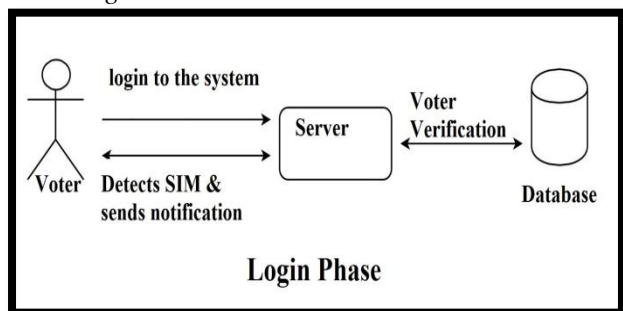 login to the system
Server
Voter
Verification
Voter
Detects SIM &
sends notification
Database
Login Phase